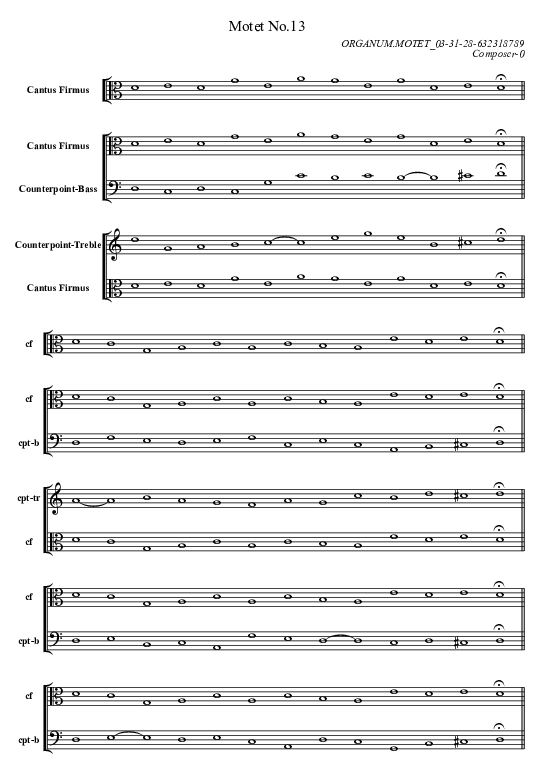 Motet No.13
ORGANUM.MOTET_03-31-28-632318789
Composer-0
Cantus Firmus
Cantus Firmus
Counterpoint-Bass
Counterpoint-Treble
Cantus Firmus
cf
cf
cpt-b
cpt-tr
cf
cf
cpt-b
cf
cpt-b